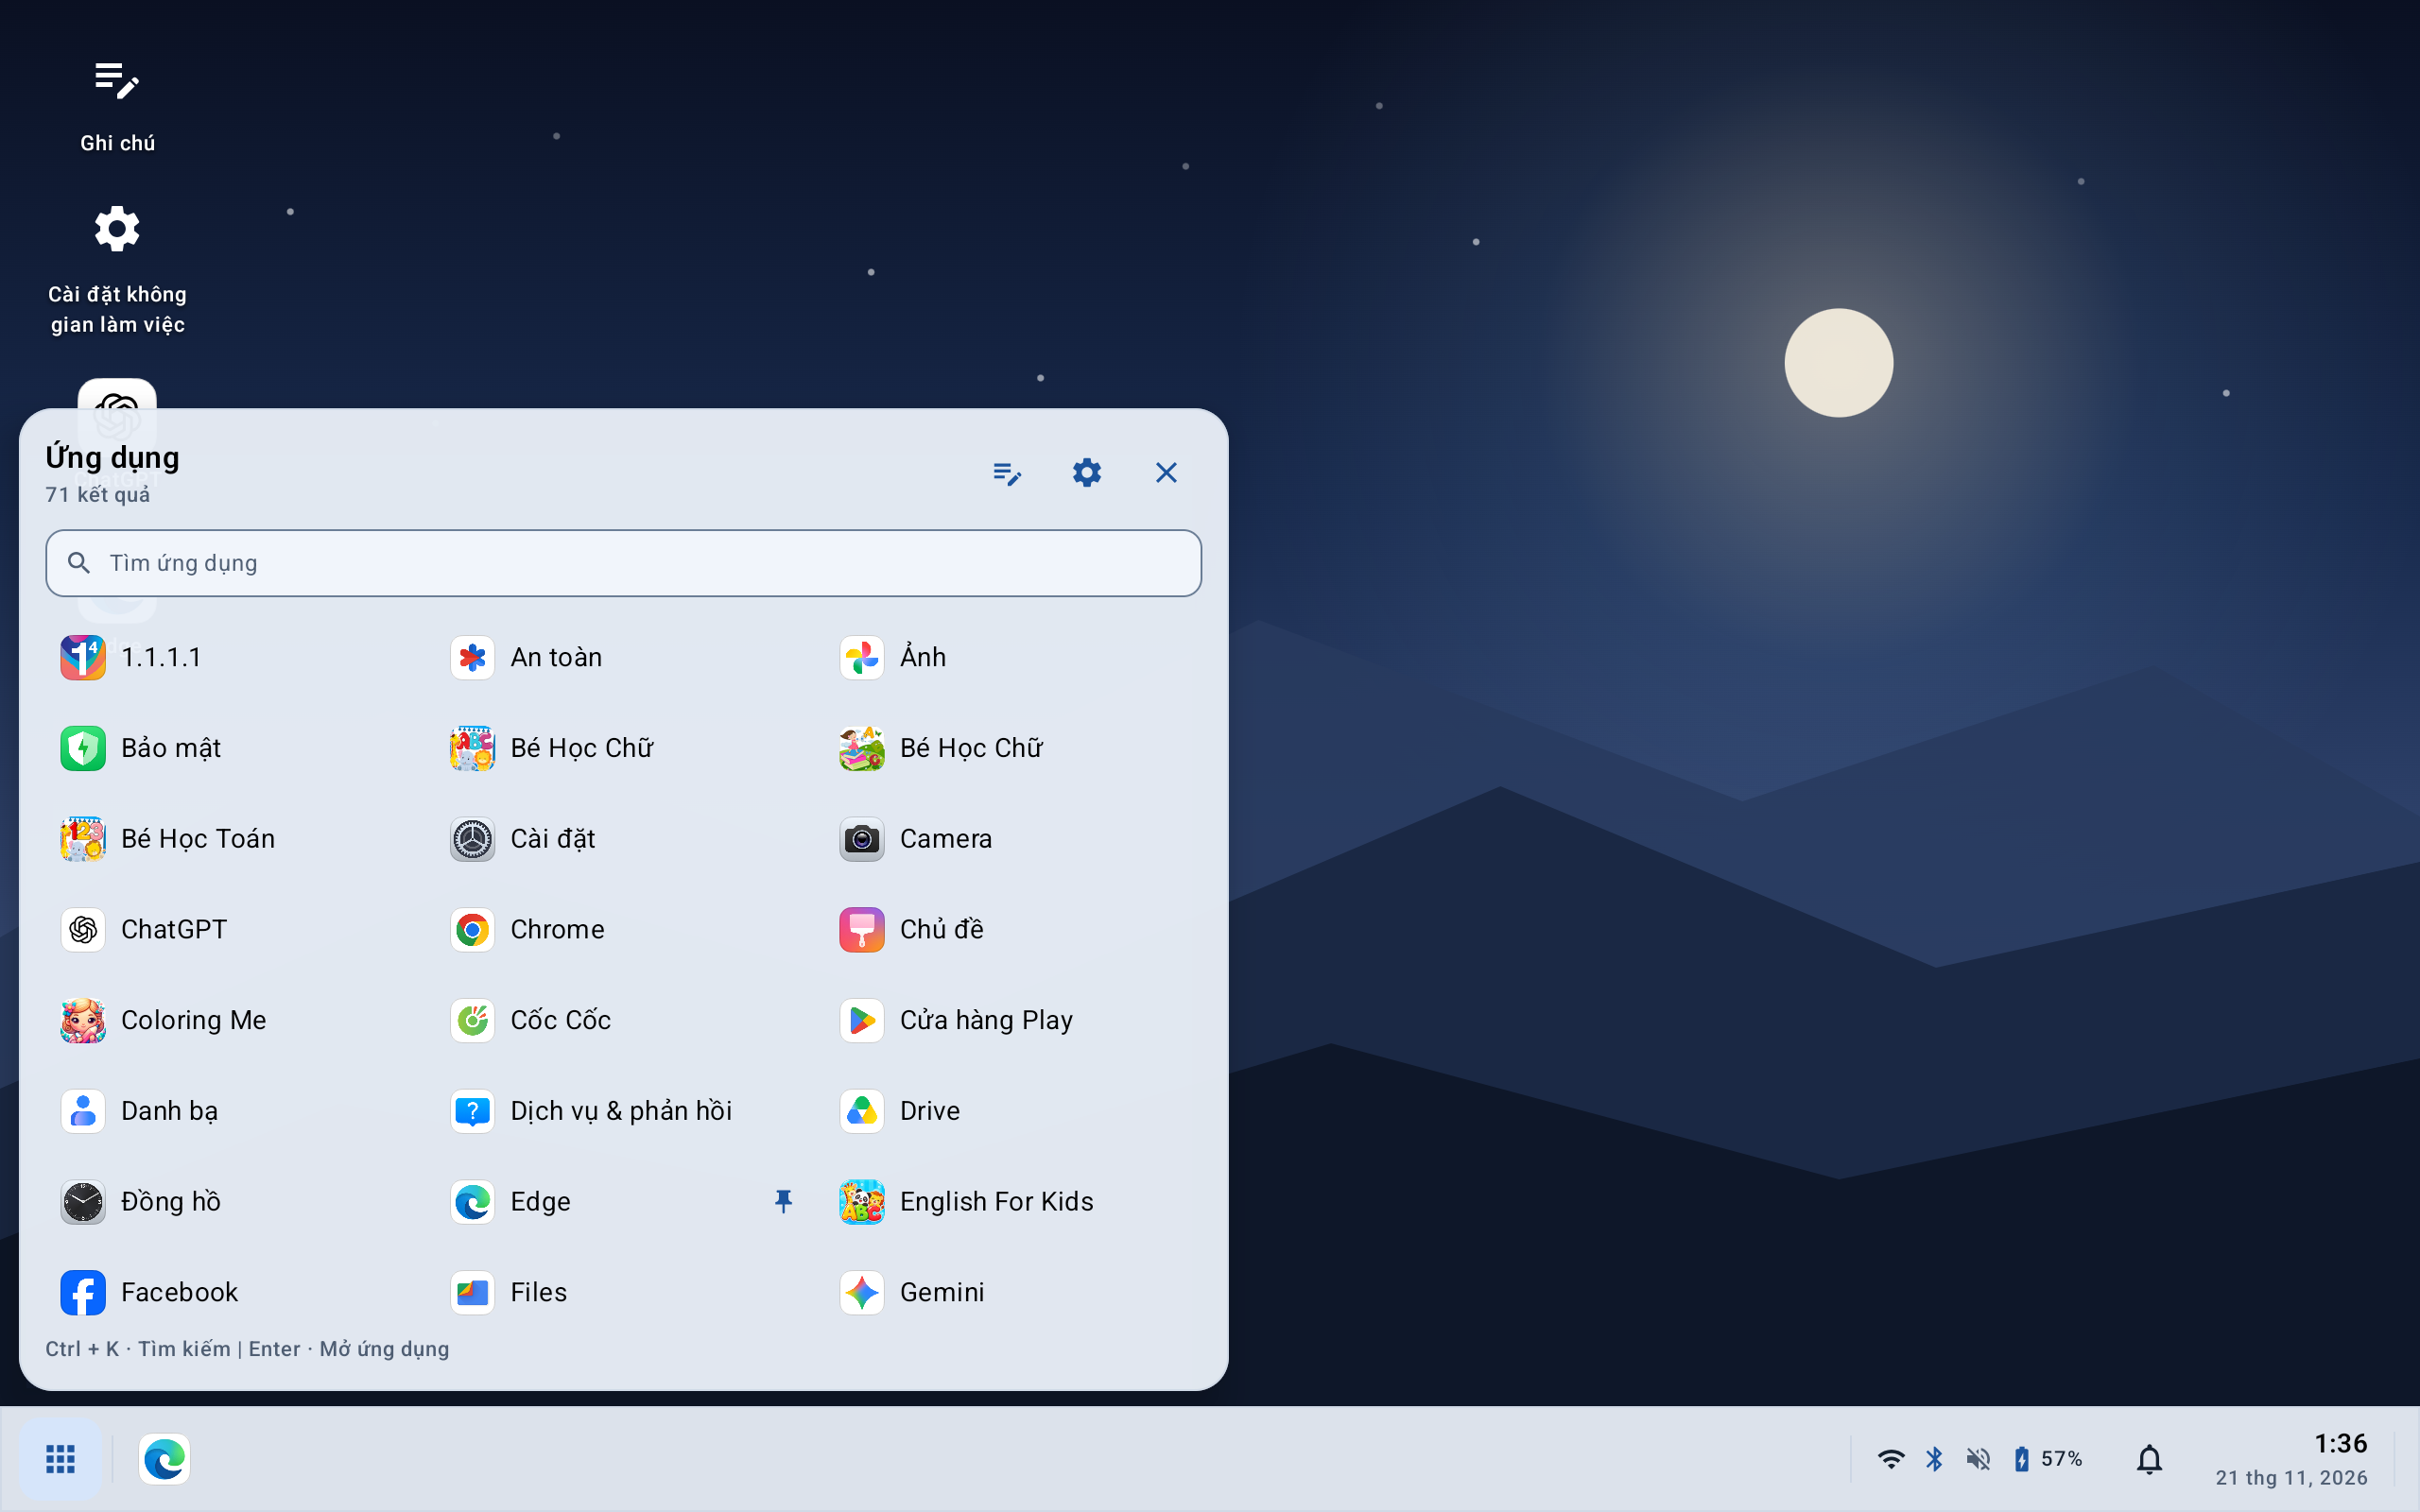 Ghi chú
Cài đặt không
gian làm việc
Ứng dụng
71 kết quả
Tìm ứng dụng
1.1.1.1
An toàn
Ảnh
Bảo mật
Bé Học Chữ
Bé Học Chữ
Bé Học Toán
Cài đặt
Camera
ChatGPT
Chrome
Chủ đề
Coloring Me
Cốc Cốc
Cửa hàng Play
Danh bạ
Dịch vụ & phản hồi
Drive
Đồng hồ
Edge
English For Kids
Facebook
Files
Gemini
Ctrl + K · Tìm kiếm | Enter · Mở ứng dụng
57%
1:36
21 thg 11, 2026